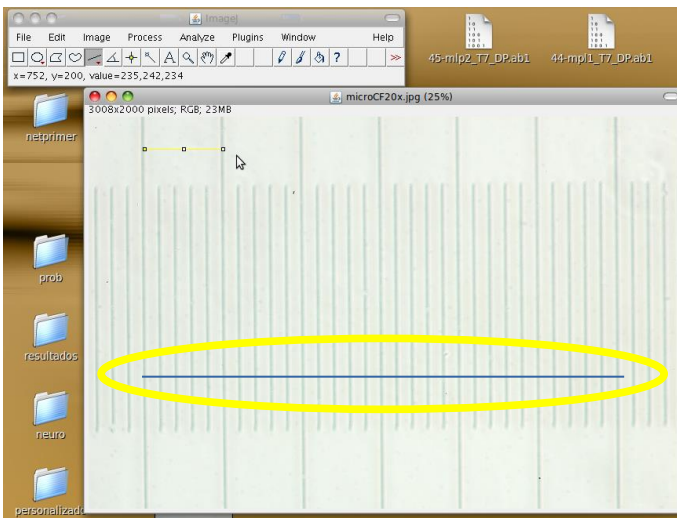 ImageJ
File Edit Image Process Analyze Plugins Window Help
A ? >>
x=752, y=200, value=235,242,234
45-mlp2_T7_DP.ab1 44-mpl1_T7_DP.ab1
microCF20x.jpg (25%)
3008x2000 pixels; RGB; 23MB
netprimer
prob
resultados
neuro
personalizado